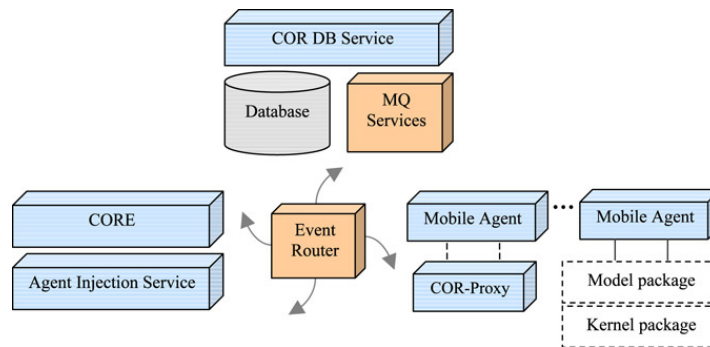 COR DB Service
Database
MQ
Services
CORE
Agent Injection Service
Event
Router
Mobile Agent
...
Mobile Agent
COR-Proxy
Model package
Kernel package